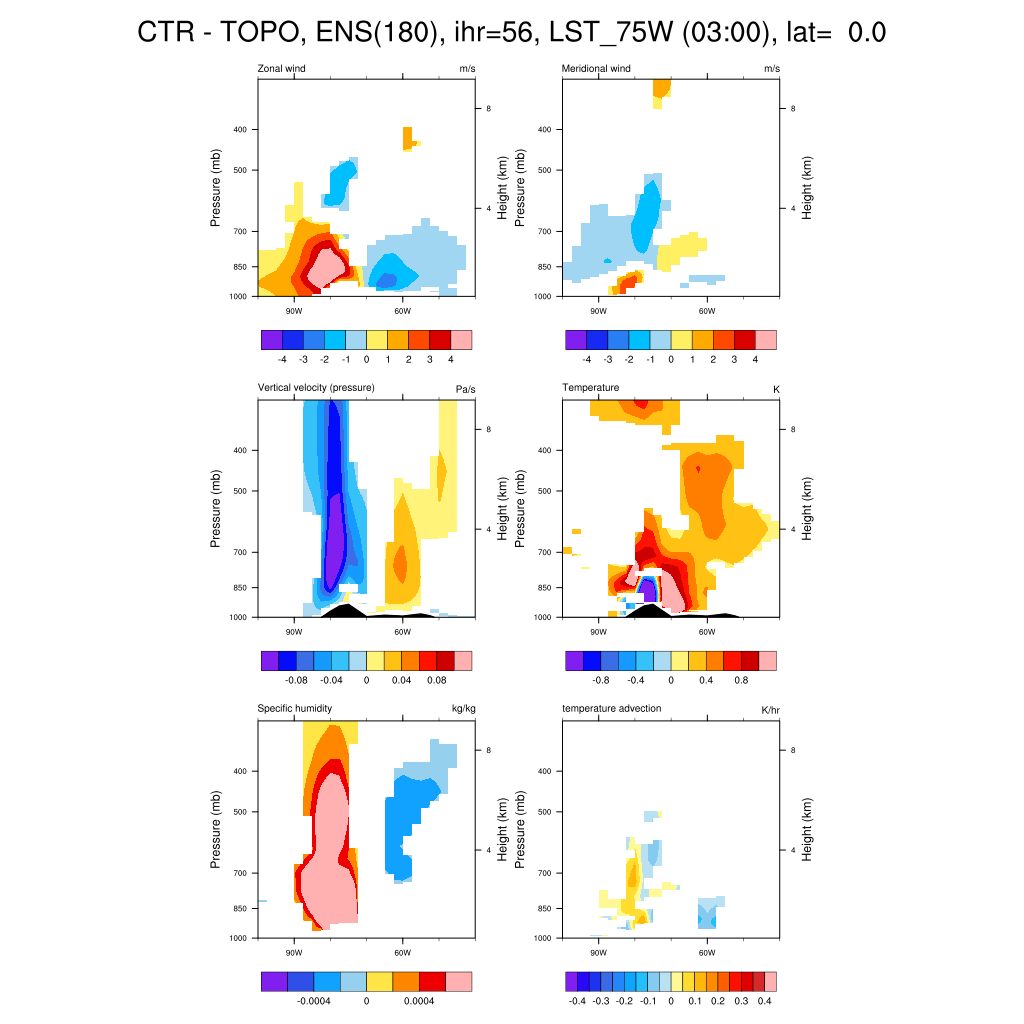 CTR - TOPO, ENS(180), ihr=56, LST_75W (03:00), lat= 0.0
Zonal wind m/s Meridional wind m/s
Pressure (mb) Height (km) Pressure (mb) Height (km)
400 500 700 850 1000 8 4 400 500 700 850 1000 8 4
90W 60W 90W 60W
-4 -3 -2 -1 0 1 2 3 4 -4 -3 -2 -1 0 1 2 3 4
Vertical velocity (pressure) Pa/s Temperature K
Pressure (mb) Height (km) Pressure (mb) Height (km)
400 500 700 850 1000 8 4 400 500 700 850 1000 8 4
90W 60W 90W 60W
-0.08 -0.04 0 0.04 0.08 -0.8 -0.4 0 0.4 0.8
Specific humidity kg/kg temperature advection K/hr
Pressure (mb) Height (km) Pressure (mb) Height (km)
400 500 700 850 1000 8 4 400 500 700 850 1000 8 4
90W 60W 90W 60W
-0.0004 0 0.0004 -0.4 -0.3 -0.2 -0.1 0 0.1 0.2 0.3 0.4